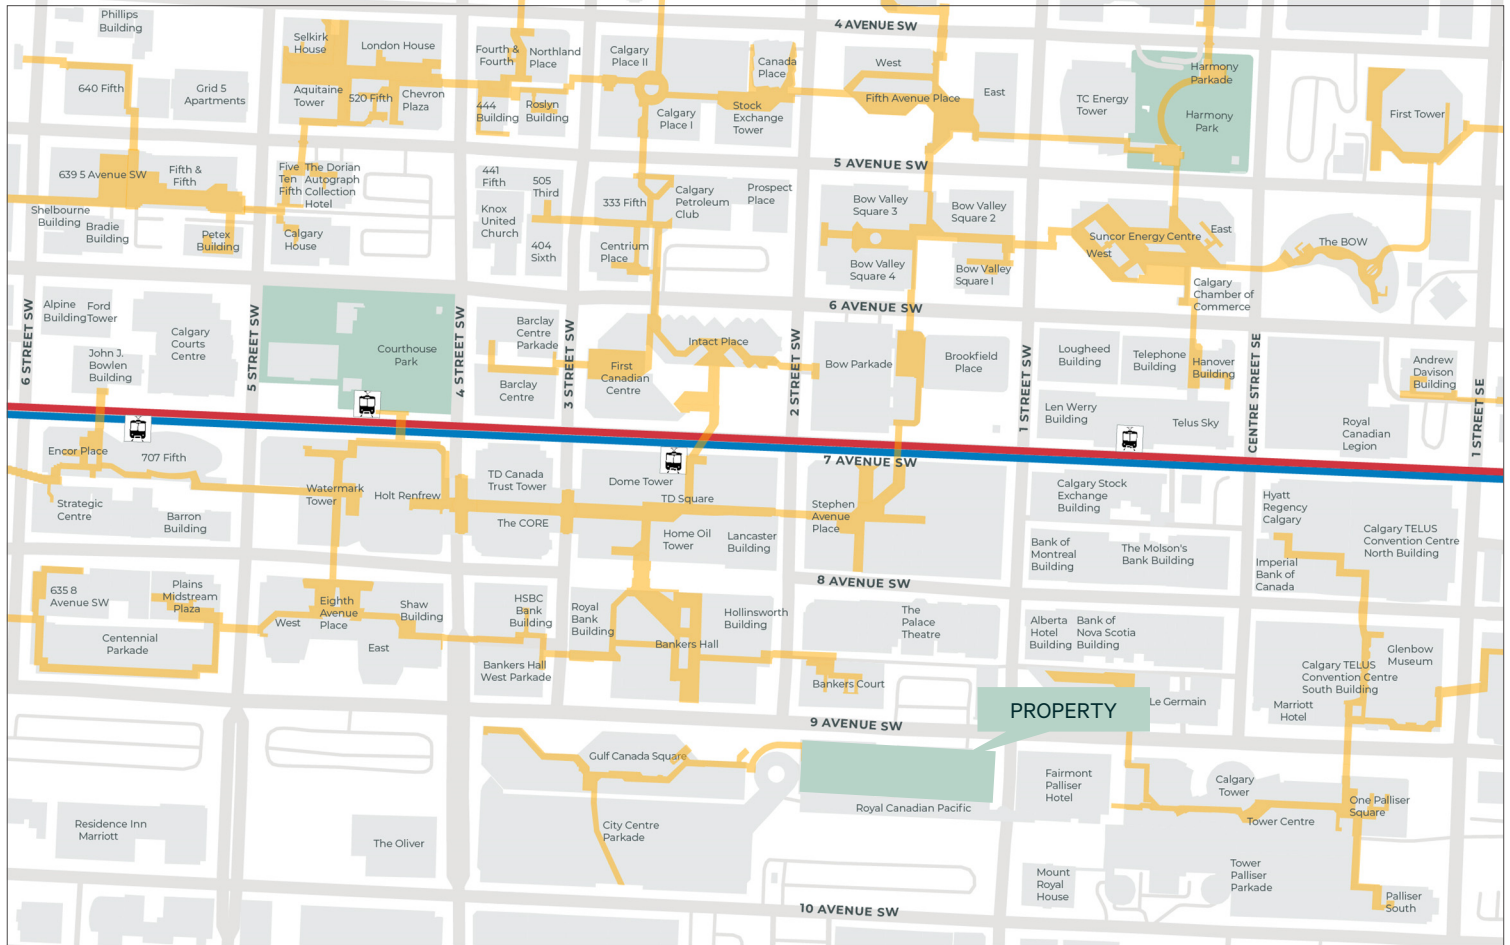 Phillips
Building
4 AVENUE SW
Selkirk
House
London House
Fourth &
Fourth
Northland
Place
Calgary
Place II
Canada
Place
West
East
Harmony
Parkade
640 Fifth
Grid 5
Apartments
Aquitaine
Tower
520 Fifth
Chevron
Plaza
444
Building
Roslyn
Building
Calgary
Place I
Stock
Exchange
Tower
Fifth Avenue Place
TC Energy
Tower
Harmony
Park
First Tower
5 AVENUE SW
639 5 Avenue SW
Fifth &
Fifth
Five
Ten
Fifth
The Dorian
Autograph
Collection
Hotel
441
Fifth
505
Third
333 Fifth
Calgary
Petroleum
Club
Prospect
Place
Bow Valley
Square 3
Bow Valley
Square 2
Shelbourne
Building
Bradie
Building
Petex
Building
Calgary
House
Knox
United
Church
404
Sixth
Centrium
Place
Bow Valley
Square 4
Bow Valley
Square I
Suncor Energy Centre
East
West
The BOW
Calgary
Chamber of
Commerce
6 AVENUE SW
6 STREET SW
5 STREET SW
4 STREET SW
3 STREET SW
2 STREET SW
1 STREET SW
CENTRE STREET SE
1 STREET SE
Alpine
Building
Ford
Tower
John J.
Bowlen
Building
Calgary
Courts
Centre
Courthouse
Park
Barclay
Centre
Parkade
Barclay
Centre
First
Canadian
Centre
Intact Place
Bow Parkade
Brookfield
Place
Lougheed
Building
Telephone
Building
Hanover
Building
Len Werry
Building
Telus Sky
Royal
Canadian
Legion
Andrew
Davison
Building
7 AVENUE SW
Encor Place
707 Fifth
Strategic
Centre
Barron
Building
Watermark
Tower
Holt Renfrew
TD Canada
Trust Tower
The CORE
Dome Tower
TD Square
Home Oil
Tower
Lancaster
Building
Stephen
Avenue
Place
Calgary Stock
Exchange
Building
Bank of
Montreal
Building
The Molson's
Bank Building
Hyatt
Regency
Calgary
Imperial
Bank of
Canada
Calgary TELUS
Convention Centre
North Building
8 AVENUE SW
635 8
Avenue SW
Plains
Midstream
Plaza
Centennial
Parkade
West
Eighth
Avenue
Place
East
Shaw
Building
HSBC
Bank
Building
Bankers Hall
West Parkade
Royal
Bank
Building
Bankers Hall
Hollinsworth
Building
Bankers Court
The
Palace
Theatre
Alberta
Hotel
Building
Bank of
Nova Scotia
Building
Le Germain
Calgary TELUS
Convention Centre
South Building
Marriott
Hotel
Glenbow
Museum
9 AVENUE SW
PROPERTY
Gulf Canada Square
City Centre
Parkade
Royal Canadian Pacific
Fairmont
Palliser
Hotel
Calgary
Tower
Tower Centre
One Palliser
Square
Residence Inn
Marriott
The Oliver
Mount
Royal
House
Tower
Palliser
Parkade
Palliser
South
10 AVENUE SW